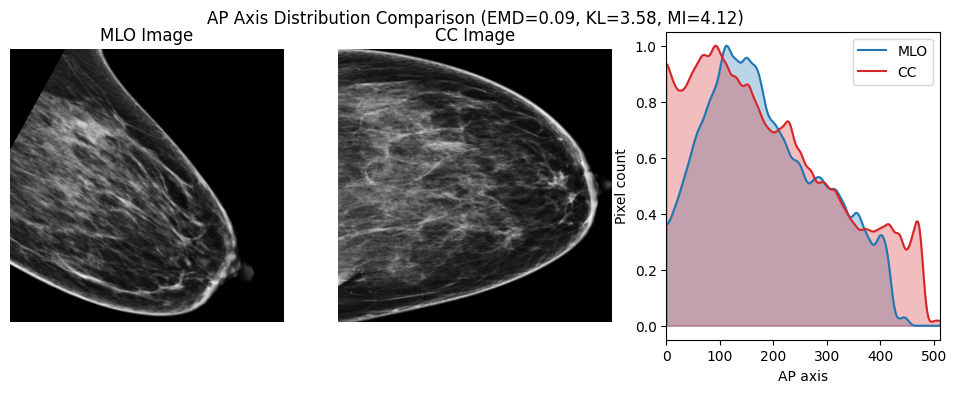 AP Axis Distribution Comparison (EMD=0.09, KL=3.58, MI=4.12)
MLO Image
CC Image
MLO
CC
Pixel count
1.0
0.8
0.6
0.4
0.2
0.0
0 100 200 300 400 500
AP axis